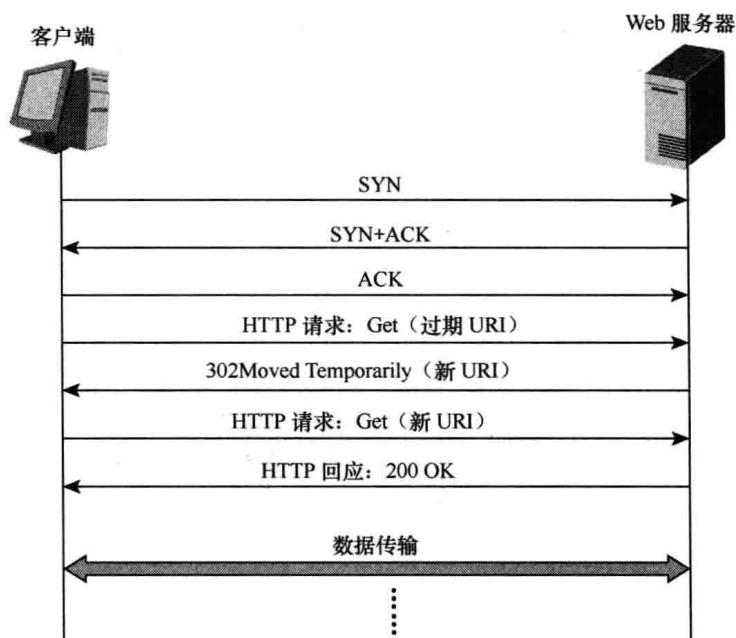 客户端
Web 服务器
SYN
SYN+ACK
ACK
HTTP 请求：Get（过期 URI）
302Moved Temporarily（新 URI）
HTTP 请求：Get（新 URI）
HTTP 回应：200 OK
数据传输